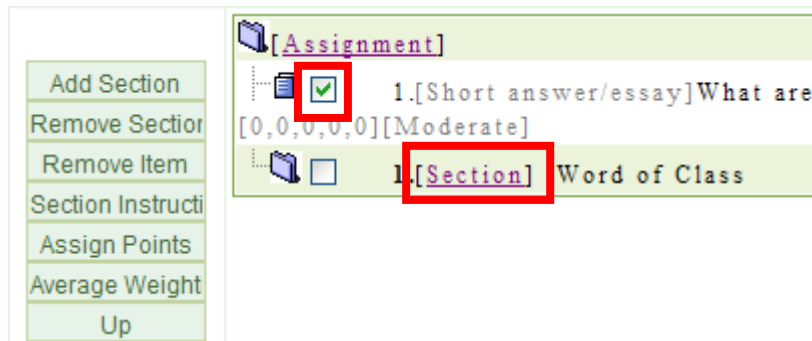 Add Section
Remove Section
Remove Item
Section Instructi
Assign Points
Average Weight
Up
[Assignment]
1.[Short answer/essay]What are
[0,0,0,0,0][Moderate]
1.[Section] Word of Class